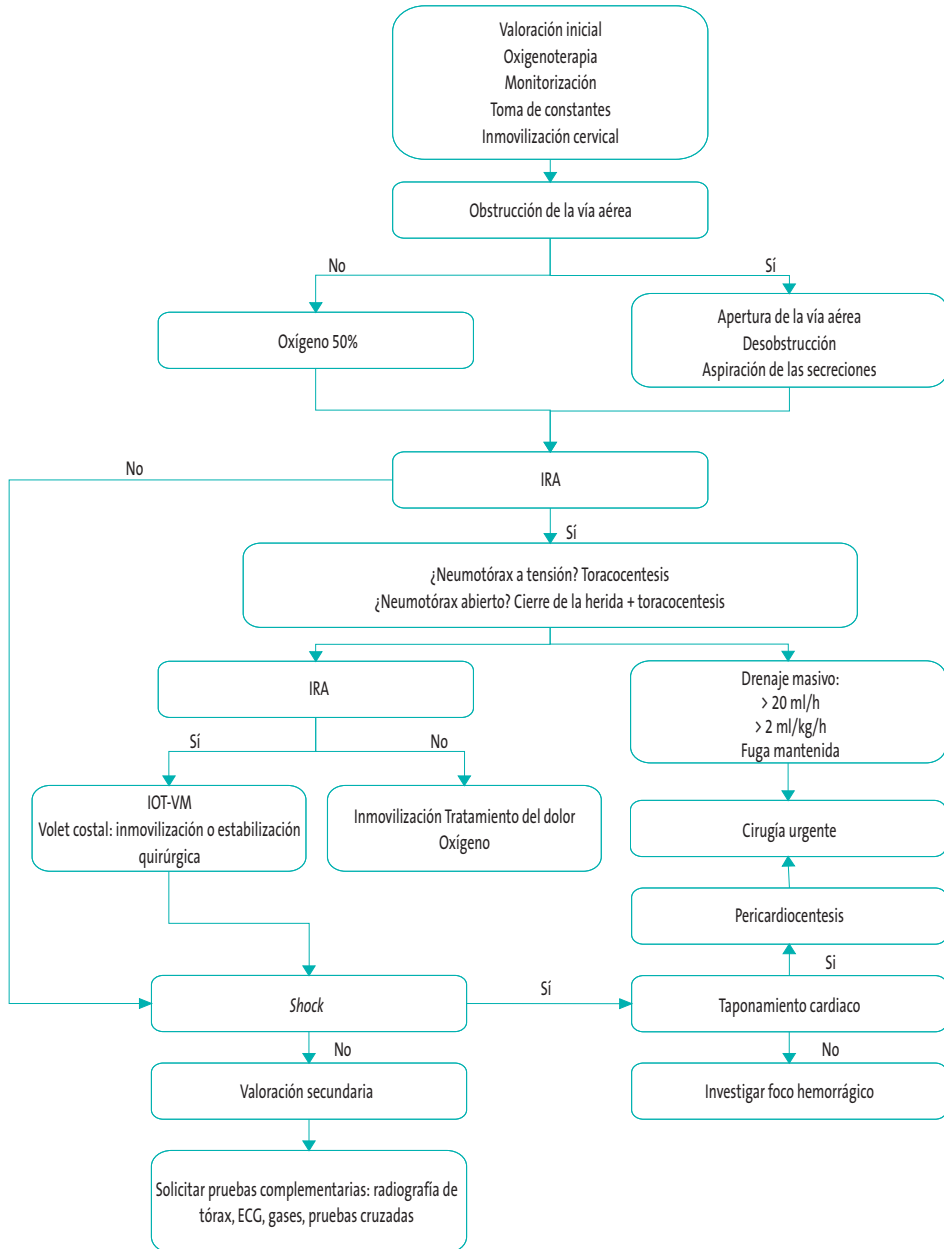 Valoración inicial
Oxigenoterapia
Monitorización
Toma de constantes
Inmovilización cervical
Obstrucción de la vía aérea
No
Sí
Oxígeno 50%
Apertura de la vía aérea
Desobstrucción
Aspiración de las secreciones
No
IRA
Sí
¿Neumotórax a tensión? Toracocentesis
¿Neumotórax abierto? Cierre de la herida + toracocentesis
IRA
Drenaje masivo:
> 20 ml/h
> 2 ml/kg/h
Fuga mantenida
Sí
No
IOT-VM
Volet costal: inmovilización o estabilización
quirúrgica
Inmovilización Tratamiento del dolor
Oxígeno
Cirugía urgente
Pericardiocentesis
Si
Shock
Sí
Taponamiento cardiaco
No
No
Valoración secundaria
Investigar foco hemorrágico
Solicitar pruebas complementarias: radiografía de
tórax, ECG, gases, pruebas cruzadas